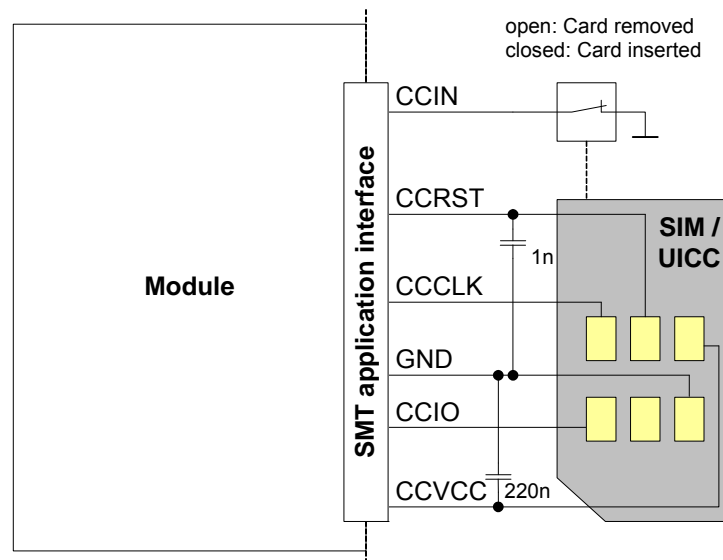 open: Card removed
closed: Card inserted
CCIN
CCRST
SIM /
UICC
1n
Module
SMT application interface
CCCLK
GND
CCIO
CCVCC
220n